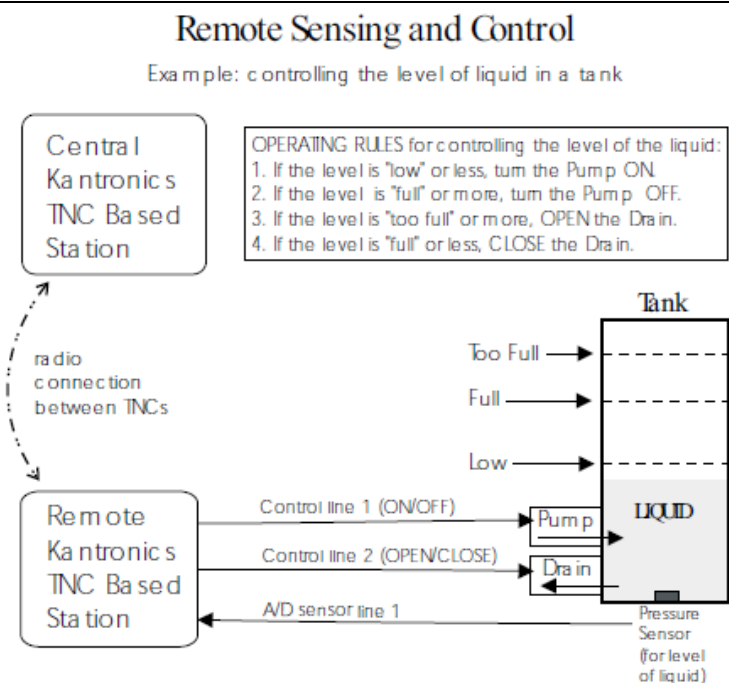 Remote Sensing and Control
Example: controlling the level of liquid in a tank
Central
Kantronics
TNC Based
Station
OPERATING RULES for controlling the level of the liquid:
1. If the level is "low" or less, turn the Pump ON.
2. If the level is "full" or more, turn the Pump OFF.
3. If the level is "too full" or more, OPEN the Drain.
4. If the level is "full" or less, CLOSE the Drain.
radio
connection
between TNCs
Tank
Too Full
Full
Low
LIQUID
Remote
Kantronics
TNC Based
Station
Control line 1 (ON/OFF)
Pump
Control line 2 (OPEN/CLOSE)
Drain
A/D sensor line 1
Pressure
Sensor
(for level
of liquid)